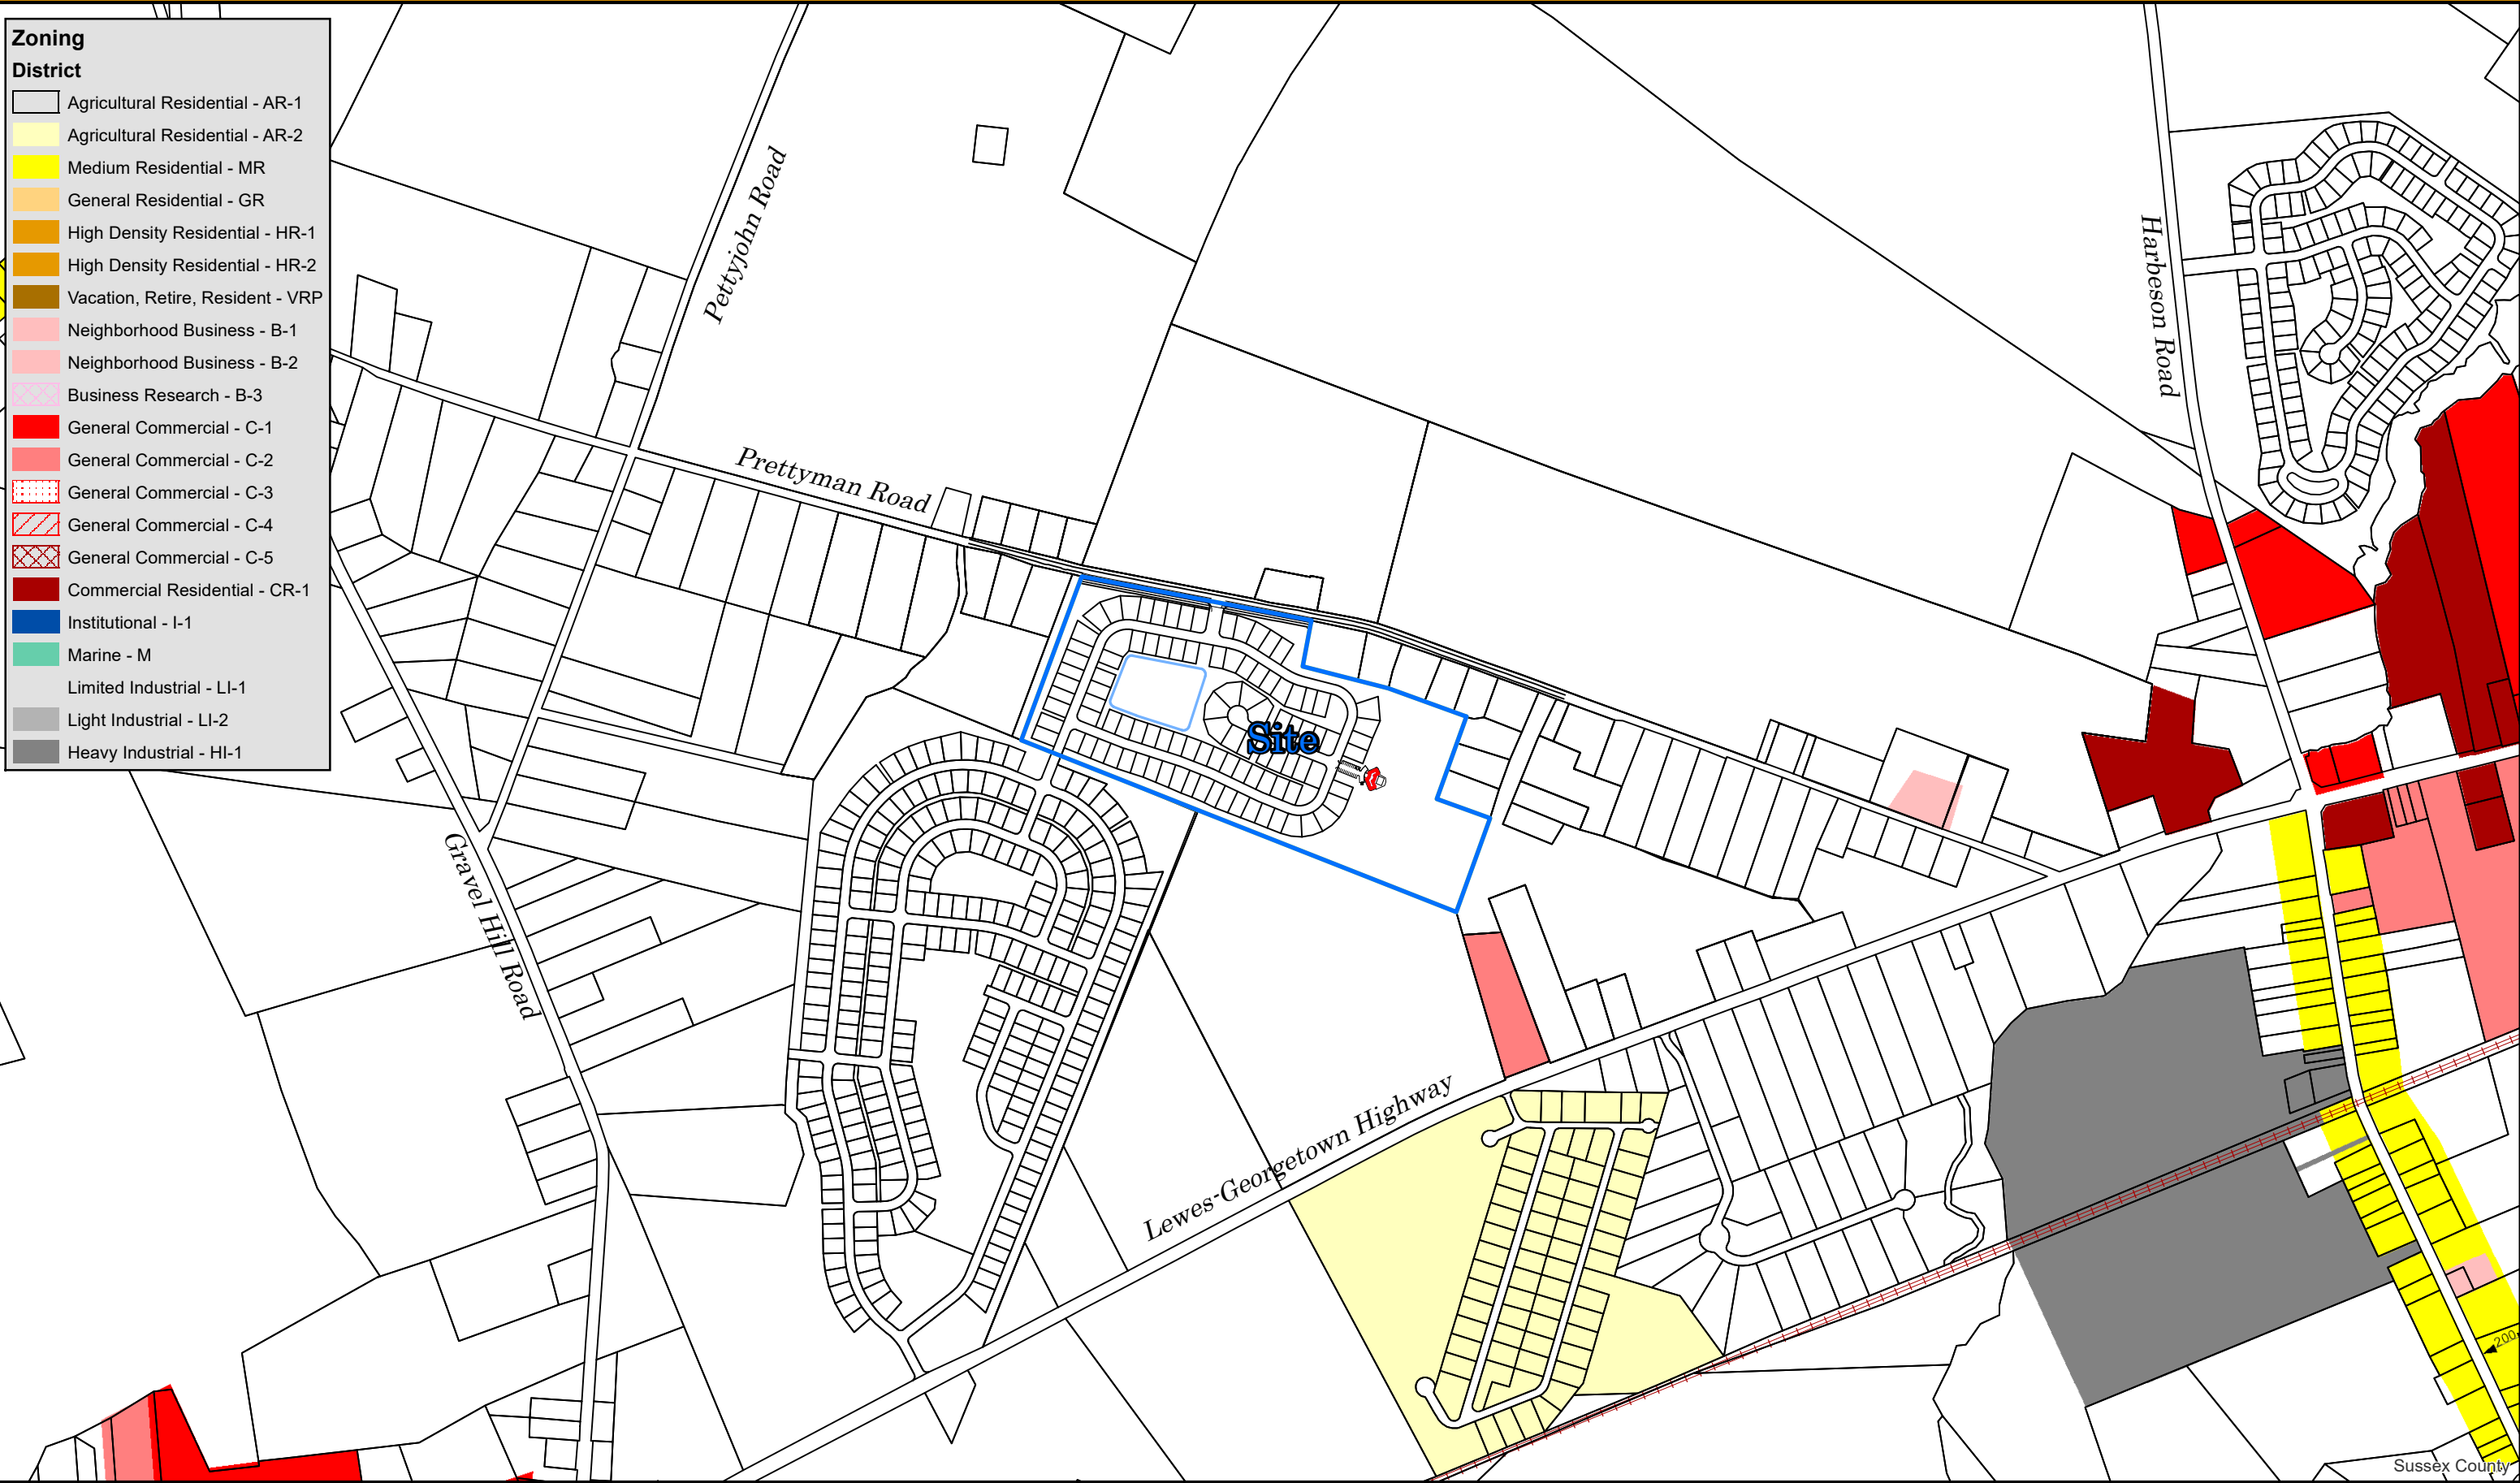 Zoning
District
Agricultural Residential - AR-1
Agricultural Residential - AR-2
Medium Residential - MR
General Residential - GR
High Density Residential - HR-1
High Density Residential - HR-2
Vacation, Retire, Resident - VRP
Neighborhood Business - B-1
Neighborhood Business - B-2
Business Research - B-3
General Commercial - C-1
General Commercial - C-2
General Commercial - C-3
General Commercial - C-4
General Commercial - C-5
Commercial Residential - CR-1
Institutional - I-1
Marine - M
Limited Industrial - LI-1
Light Industrial - LI-2
Heavy Industrial - HI-1
Pettyjohn Road
Harbeson Road
Prettyman Road
Site
Gravel Hill Road
Lewes-Georgetown Highway
200
Sussex County